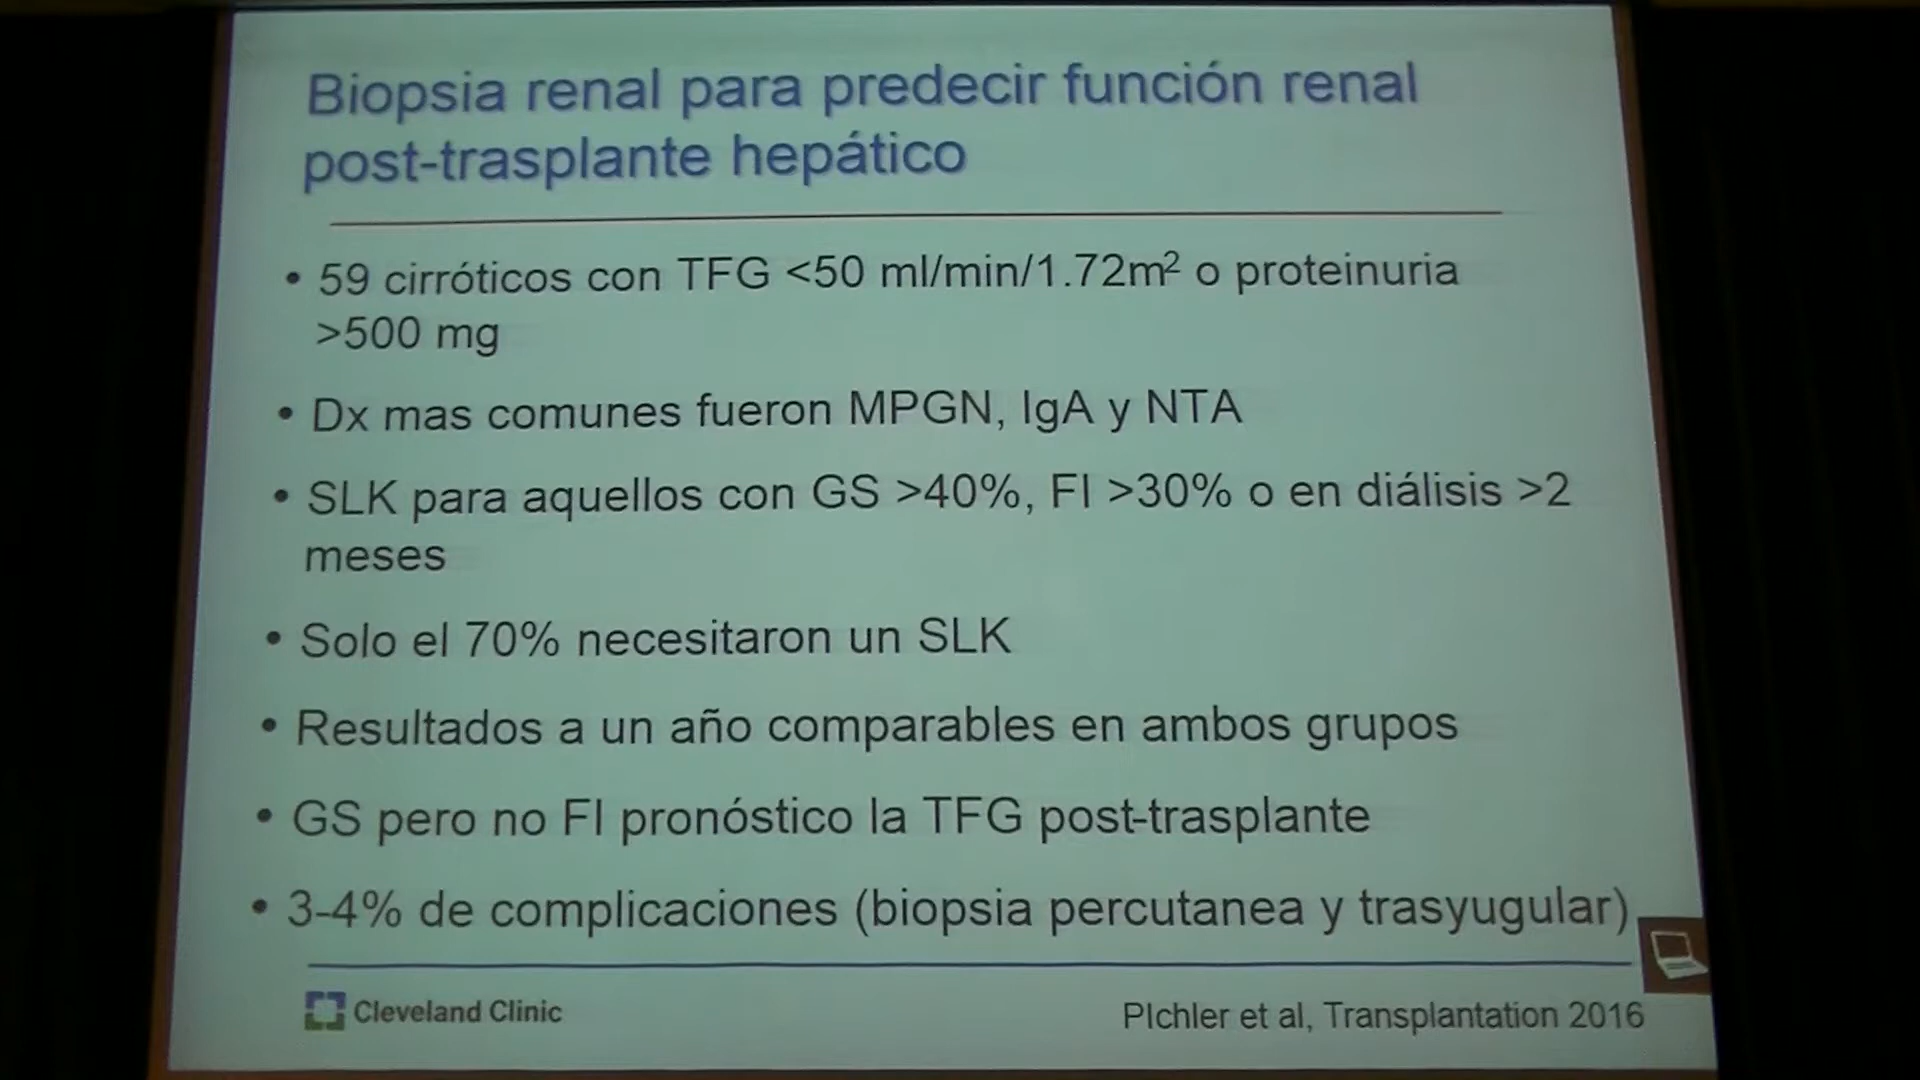 Biopsia renal para predecir función renal
post-trasplante hepático
• 59 cirróticos con TFG <50 ml/min/1.72m² o proteinuria
>500 mg
• Dx mas comunes fueron MPGN, IgA y NTA
• SLK para aquellos con GS >40%, FI >30% o en diálisis >2
meses
• Solo el 70% necesitaron un SLK
• Resultados a un año comparables en ambos grupos
• GS pero no FI pronóstico la TFG post-trasplante
• 3-4% de complicaciones (biopsia percutanea y trasyugular)
Cleveland Clinic
PIchler et al, Transplantation 2016